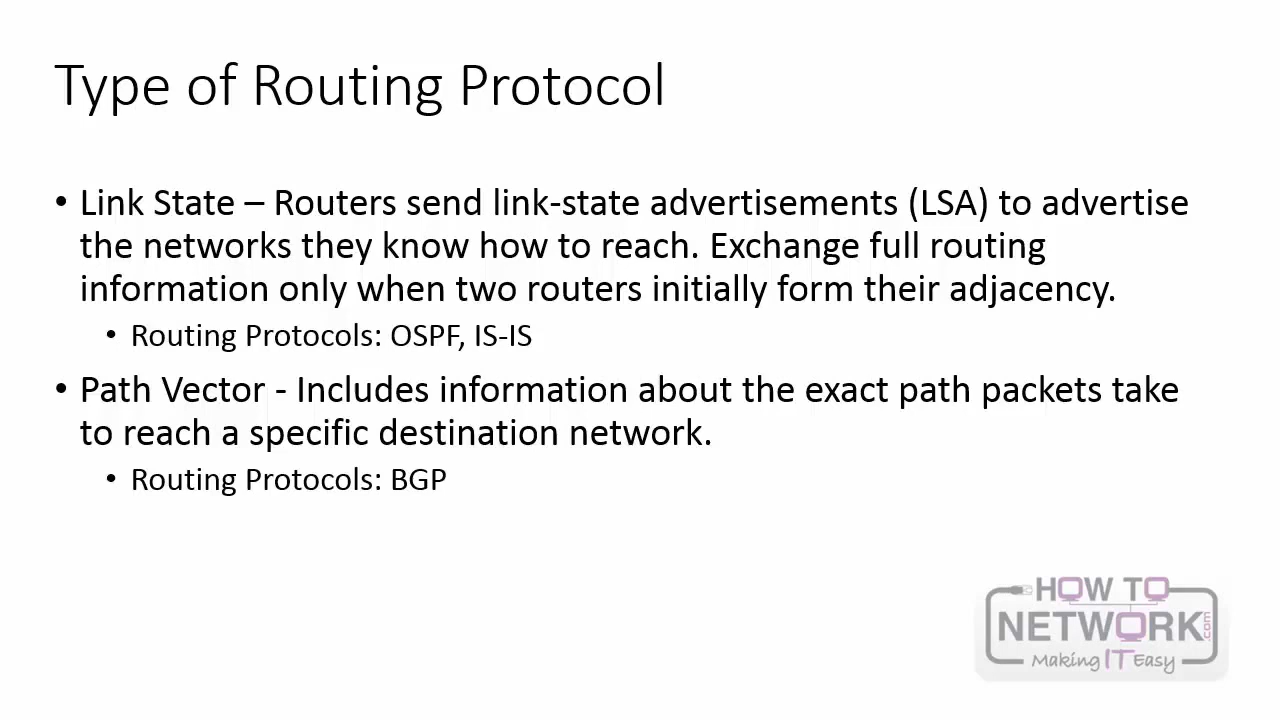 Type of Routing Protocol
• Link State – Routers send link-state advertisements (LSA) to advertise
the networks they know how to reach. Exchange full routing
information only when two routers initially form their adjacency.
• Routing Protocols: OSPF, IS-IS
• Path Vector - Includes information about the exact path packets take
to reach a specific destination network.
• Routing Protocols: BGP
HOW TO
NETWORK.com
Making IT Easy